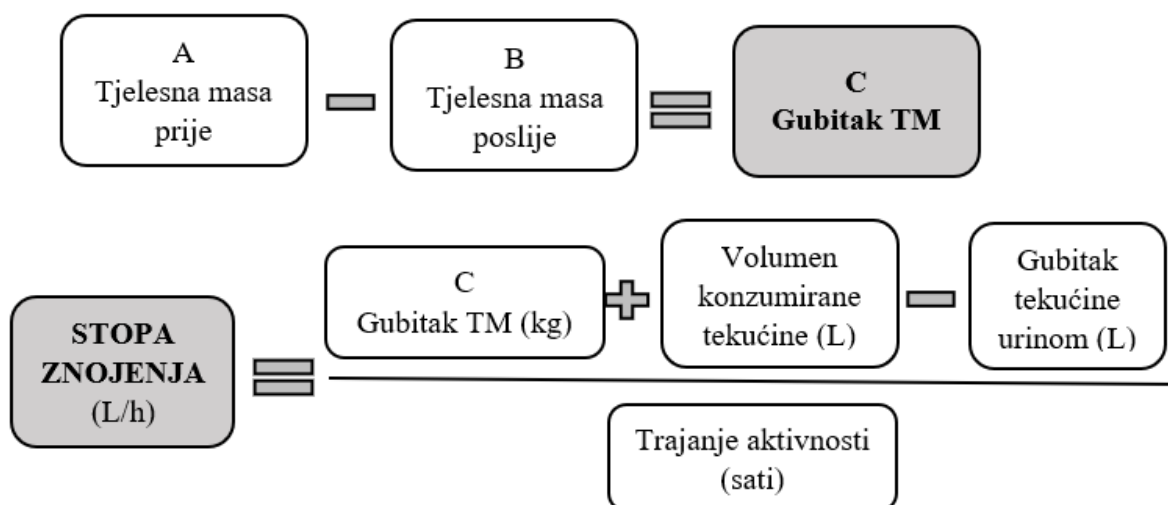 A
Tjelesna masa
prije
B
Tjelesna masa
poslije
C
Gubitak TM
STOPA
ZNOJENJA
(L/h)
C
Gubitak TM (kg)
Volumen
konzumirane
tekućine (L)
Gubitak
tekućine
urinom (L)
Trajanje aktivnosti
(sati)